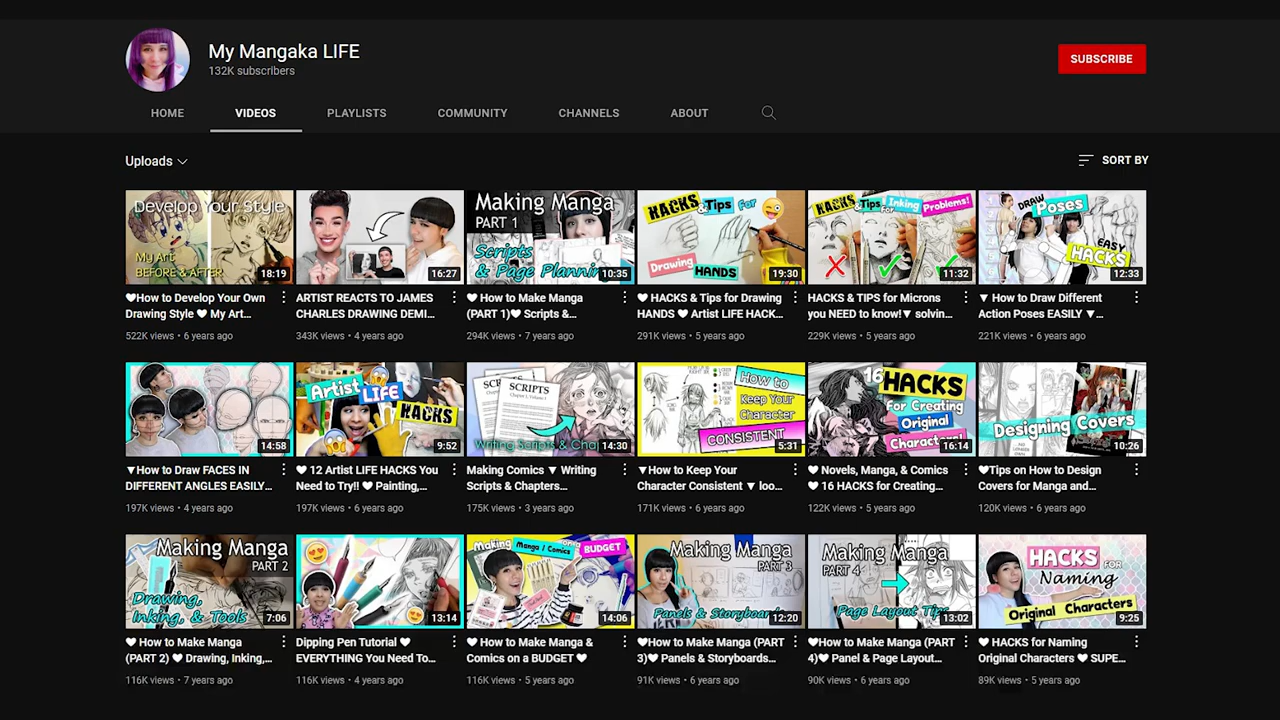 My Mangaka LIFE
132K subscribers
SUBSCRIBE
HOME VIDEOS PLAYLISTS COMMUNITY CHANNELS ABOUT
Uploads
SORT BY
Develop Your Style
My Art
BEFORE & AFTER
18:19
♥How to Develop Your Own
Drawing Style ♥ My Art...
522K views • 6 years ago
16:27
ARTIST REACTS TO JAMES
CHARLES DRAWING DEMI...
343K views • 4 years ago
Making Manga
PART 1
Scripts
& Page Planning
10:35
♥ How to Make Manga
(PART 1)♥ Scripts &...
294K views • 7 years ago
HACKS & Tips for
Drawing
HANDS
19:30
♥ HACKS & Tips for Drawing
HANDS ♥ Artist LIFE HACK...
291K views • 5 years ago
HACKS & Tips for Inking Problems!
11:32
HACKS & TIPS for Microns
you NEED to know!▼ solvin...
229K views • 5 years ago
DRAW Poses
EASY
HACKS
12:33
▼ How to Draw Different
Action Poses EASILY ▼...
221K views • 6 years ago
14:58
▼How to Draw FACES IN
DIFFERENT ANGLES EASILY...
197K views • 4 years ago
Artist LIFE HACKS
9:52
♥ 12 Artist LIFE HACKS You
Need to Try!! ♥ Painting,...
197K views • 6 years ago
SCRIPTS
Chapter 1, Volume 1
Writing Scripts & Cha
14:30
Making Comics ▼ Writing
Scripts & Chapters...
175K views • 3 years ago
How to
Keep Your
Character
CONSISTENT
5:31
▼How to Keep Your
Character Consistent ▼ loo...
171K views • 6 years ago
16 HACKS
For Creating
Original
Characters
16:14
♥ Novels, Manga, & Comics
♥ 16 HACKS for Creating...
122K views • 5 years ago
Designing Covers
10:26
♥Tips on How to Design
Covers for Manga and...
120K views • 6 years ago
Making Manga
PART 2
Drawing,
Inking, & Tools
7:06
♥ How to Make Manga
(PART 2) ♥ Drawing, Inking,...
116K views • 7 years ago
13:14
Dipping Pen Tutorial ♥
EVERYTHING You Need To...
116K views • 4 years ago
Making Manga / Comics on a BUDGET
14:06
♥ How to Make Manga &
Comics on a BUDGET ♥
116K views • 5 years ago
Making Manga
PART 3
Panels & Storyboards
12:20
♥How to Make Manga (PART
3)♥ Panels & Storyboards...
91K views • 6 years ago
Making Manga
PART 4
Page Layout Tips
13:02
♥How to Make Manga (PART
4)♥ Panel & Page Layout...
90K views • 6 years ago
HACKS FOR
Naming
Original Characters
9:25
♥ HACKS for Naming
Original Characters ♥ SUPE...
89K views • 5 years ago